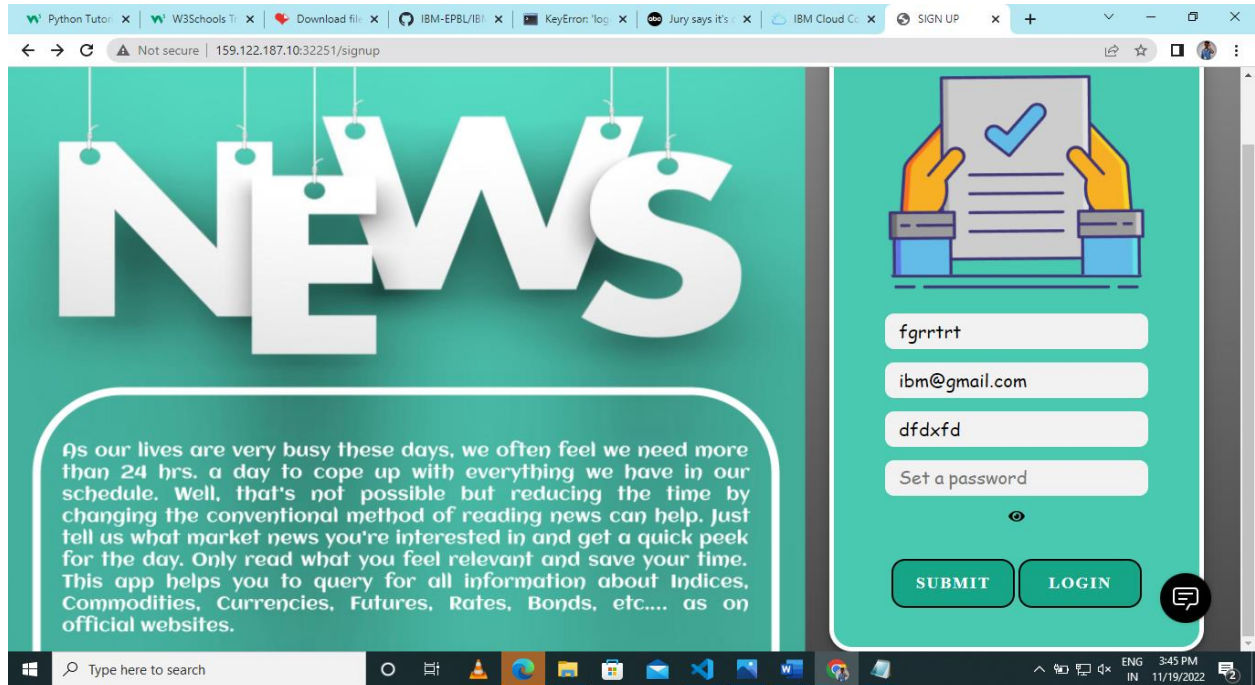 Python Tutori
W3Schools T
Download file
IBM-EPBL/IB
KeyError: 'log
abc
Jury says it's
IBM Cloud Co
SIGN UP
Not secure
159.122.187.10:32251/signup
NEWS
As our lives are very busy these days, we often feel we need more
than 24 hrs. a day to cope up with everything we have in our
schedule. Well, that's not possible but reducing the time by
changing the conventional method of reading news can help. Just
tell us what market news you're interested in and get a quick peek
for the day. Only read what you feel relevant and save your time.
This app helps you to query for all information about Indices,
Commodities, Currencies, Futures, Rates, Bonds, etc.... as on
official websites.
fgrrtrt
ibm@gmail.com
dfdxfd
Set a password
SUBMIT
LOGIN
Type here to search
ENG
IN
3:45 PM
11/19/2022
2